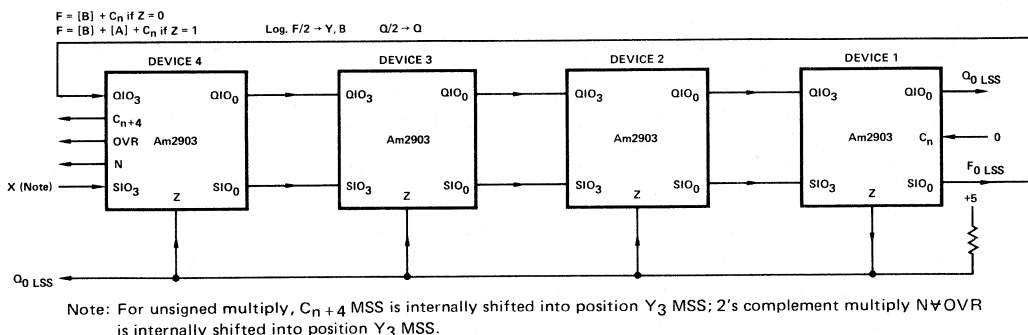 F = [B] + Cn if Z = 0
F = [B] + [A] + Cn if Z = 1 Log. F/2 → Y, B Q/2 → Q
DEVICE 4 DEVICE 3 DEVICE 2 DEVICE 1
QIO3 QIO0 QIO3 QIO0 QIO3 QIO0 QIO3 QIO0 Q0 LSS
Cn+4
OVR Am2903 Am2903 Am2903 Am2903 Cn 0
N
X (Note) SIO3 SIO0 SIO3 SIO0 SIO3 SIO0 SIO3 SIO0 F0 LSS
Z Z Z Z +5
Q0 LSS
Note: For unsigned multiply, Cn + 4 MSS is internally shifted into position Y3 MSS; 2's complement multiply N∀OVR
is internally shifted into position Y3 MSS.